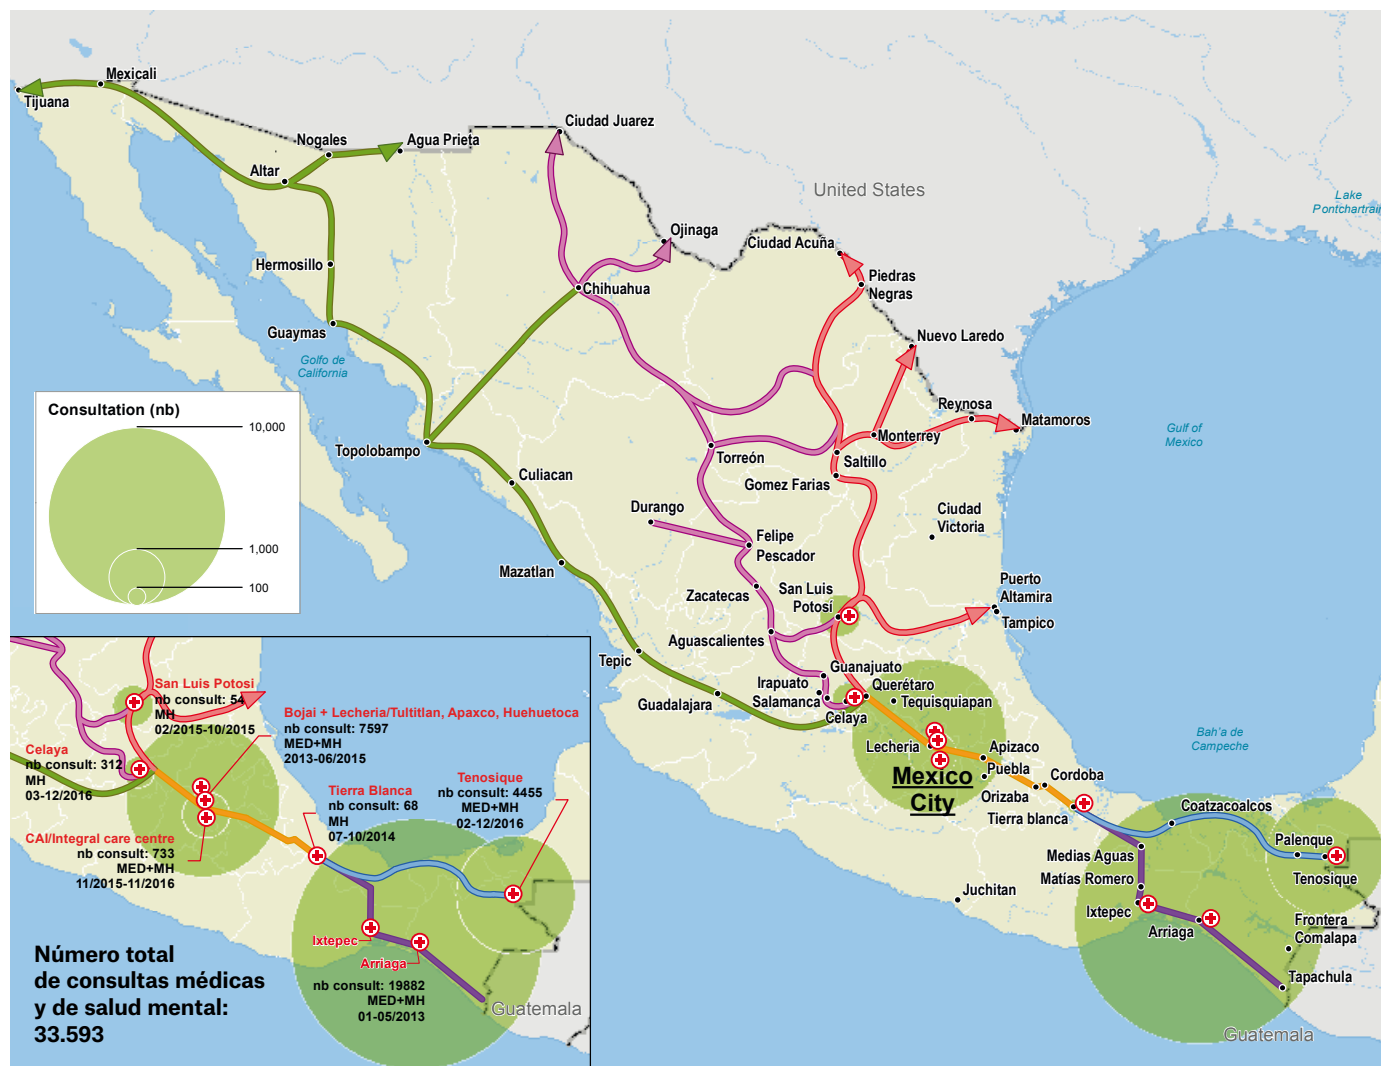 Mexicali
Tijuana
Nogales
Agua Prieta
Altar
Ciudad Juarez
United States
Lake
Pontchartrain
Ojinaga
Ciudad Acuña
Hermosillo
Chihuahua
Piedras
Negras
Guaymas
Golfo de
California
Nuevo Laredo
Consultation (nb)
10,000
1,000
100
Reynosa
Matamoros
Gulf of
Mexico
Topolobampo
Monterrey
Torreón
Saltillo
Culiacan
Gomez Farias
Durango
Ciudad
Victoria
Felipe
Pescador
Mazatlan
Zacatecas
San Luis
Potosí
Puerto
Altamira
Tampico
Aguascalientes
Tepic
Guanajuato
Irapuato
Salamanca
Querétaro
Tequisquiapan
Guadalajara
Celaya
Lecheria
Apizaco
Puebla
Mexico
City
Cordoba
Orizaba
Tierra blanca
Bah'a de
Campeche
Coatzacoalcos
Palenque
Tenosique
Medias Aguas
Matías Romero
Juchitan
Ixtepec
Arriaga
Frontera
Comalapa
Tapachula
Guatemala
San Luis Potosi
nb consult: 54
MH
02/2015-10/2015
Bojai + Lecheria/Tultitlan, Apaxco, Huehuetoca
nb consult: 7597
MED+MH
2013-06/2015
Celaya
nb consult: 312
MH
03-12/2016
Tierra Blanca
nb consult: 68
MH
07-10/2014
Tenosique
nb consult: 4455
MED+MH
02-12/2016
CAI/Integral care centre
nb consult: 733
MED+MH
11/2015-11/2016
Ixtepec
Arriaga
nb consult: 19882
MED+MH
01-05/2013
Guatemala
Número total
de consultas médicas
y de salud mental:
33.593